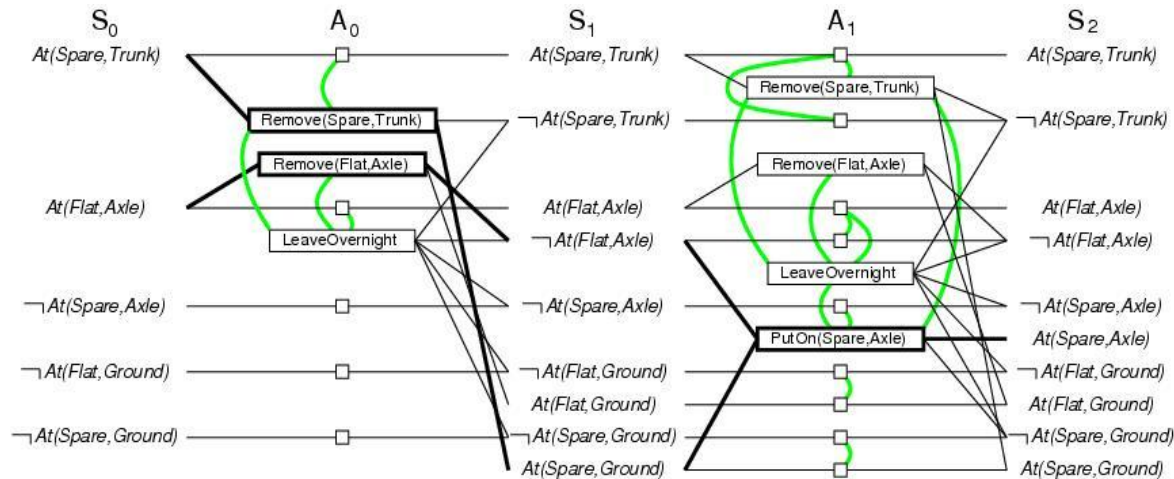 S0 A0 S1 A1 S2
At(Spare,Trunk) At(Spare,Trunk) At(Spare,Trunk)
Remove(Spare,Trunk)
Remove(Spare,Trunk) ¬At(Spare,Trunk) ¬At(Spare,Trunk)
Remove(Flat,Axle) Remove(Flat,Axle)
At(Flat,Axle) At(Flat,Axle) At(Flat,Axle)
LeaveOvernight ¬At(Flat,Axle) ¬At(Flat,Axle)
LeaveOvernight
¬At(Spare,Axle) ¬At(Spare,Axle) ¬At(Spare,Axle)
PutOn(Spare,Axle) At(Spare,Axle)
¬At(Flat,Ground) ¬At(Flat,Ground) ¬At(Flat,Ground)
At(Flat,Ground) At(Flat,Ground)
¬At(Spare,Ground) ¬At(Spare,Ground) ¬At(Spare,Ground)
At(Spare,Ground) At(Spare,Ground)